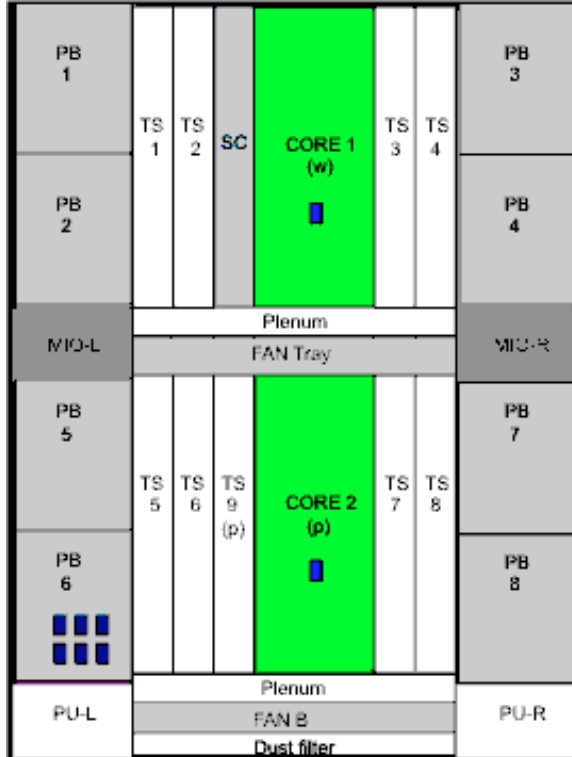 PB
1
TS
1
TS
2
SC
CORE 1
(w)
TS
3
TS
4
PB
3
PB
2
PB
4
Plenum
MIO-L
FAN Tray
MIO-R
PB
5
TS
5
TS
6
TS
9
(p)
CORE 2
(p)
TS
7
TS
8
PB
7
PB
6
PB
8
Plenum
PU-L
FAN B
PU-R
Dust filter